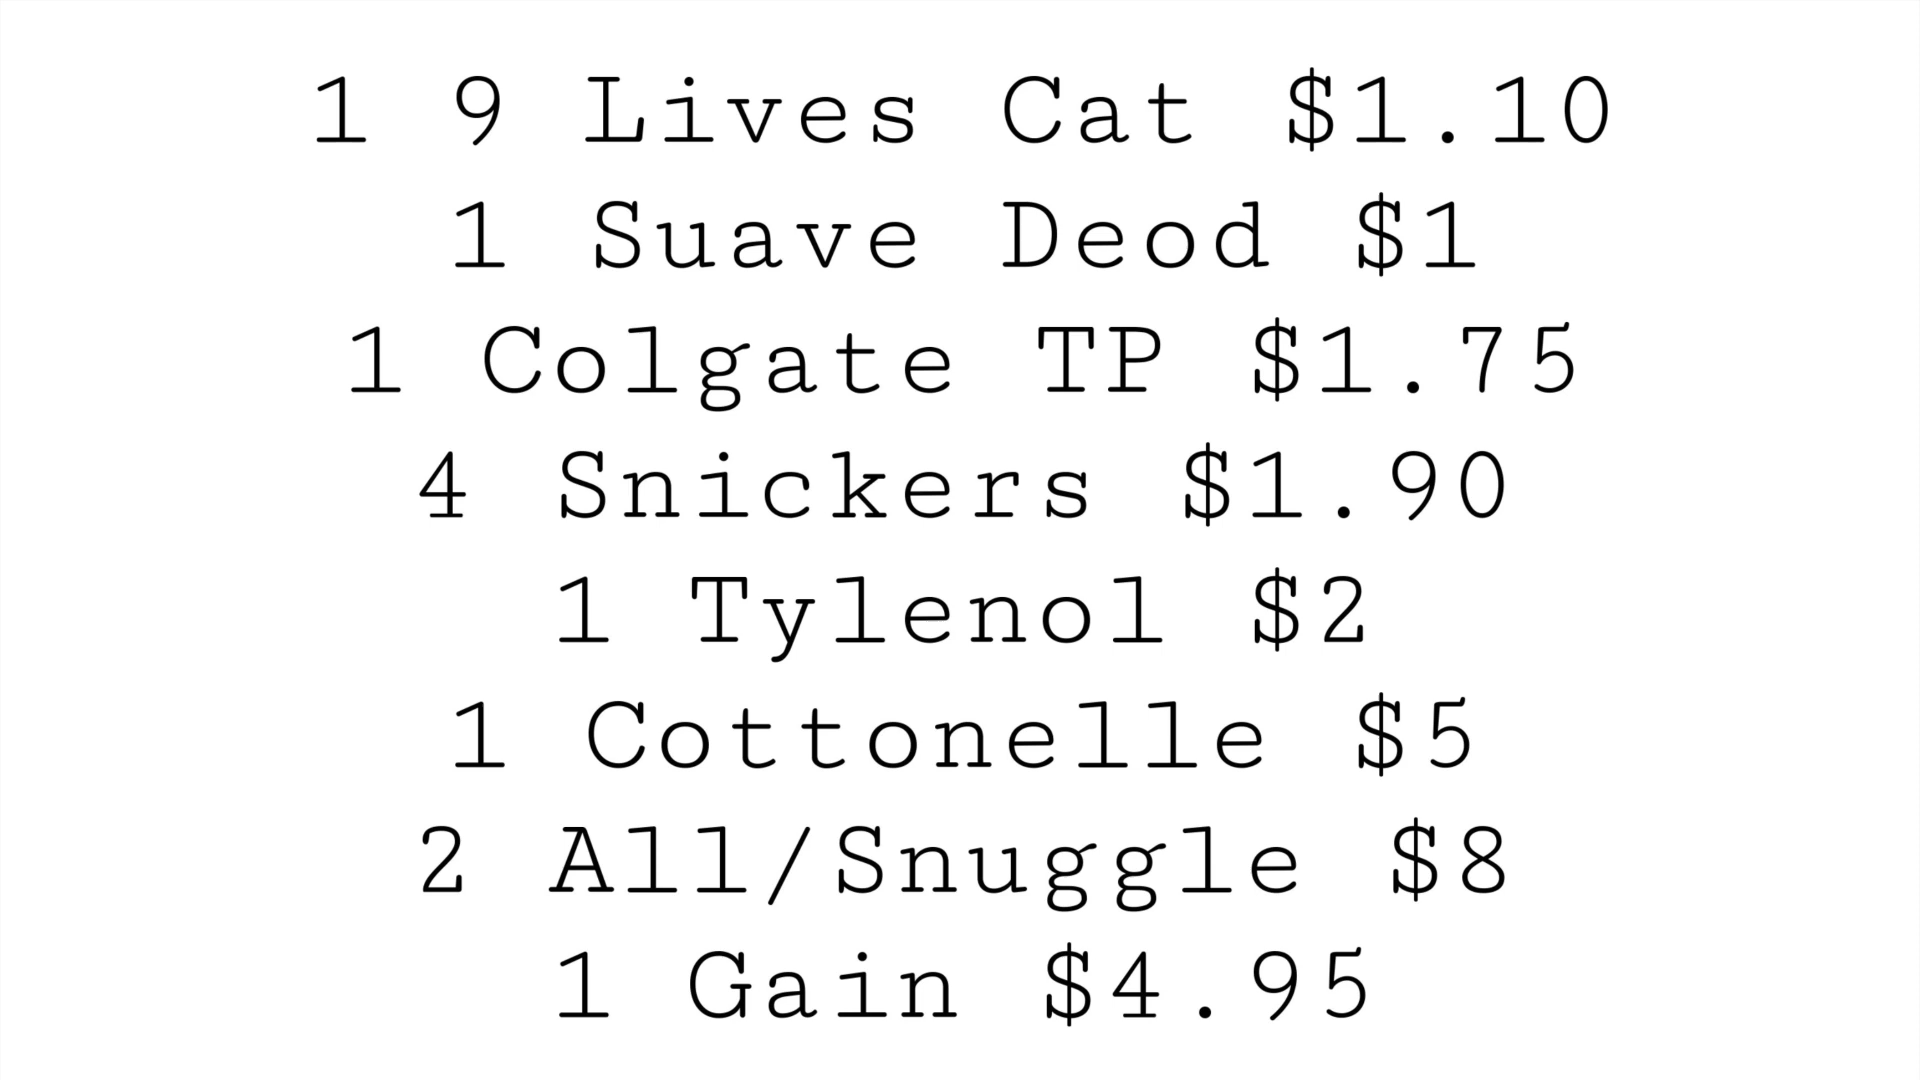 1 9 Lives Cat $1.10
1 Suave Deod $1
1 Colgate TP $1.75
4 Snickers $1.90
1 Tylenol $2
1 Cottonelle $5
2 All/Snuggle $8
1 Gain $4.95